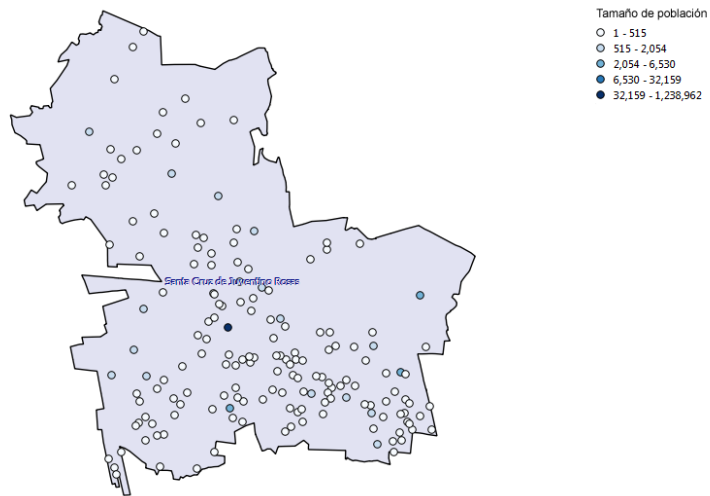 Tamaño de población
1 - 515
515 - 2,054
2,054 - 6,530
6,530 - 32,159
32,159 - 1,238,962
Santa Cruz de Juventino Rosas